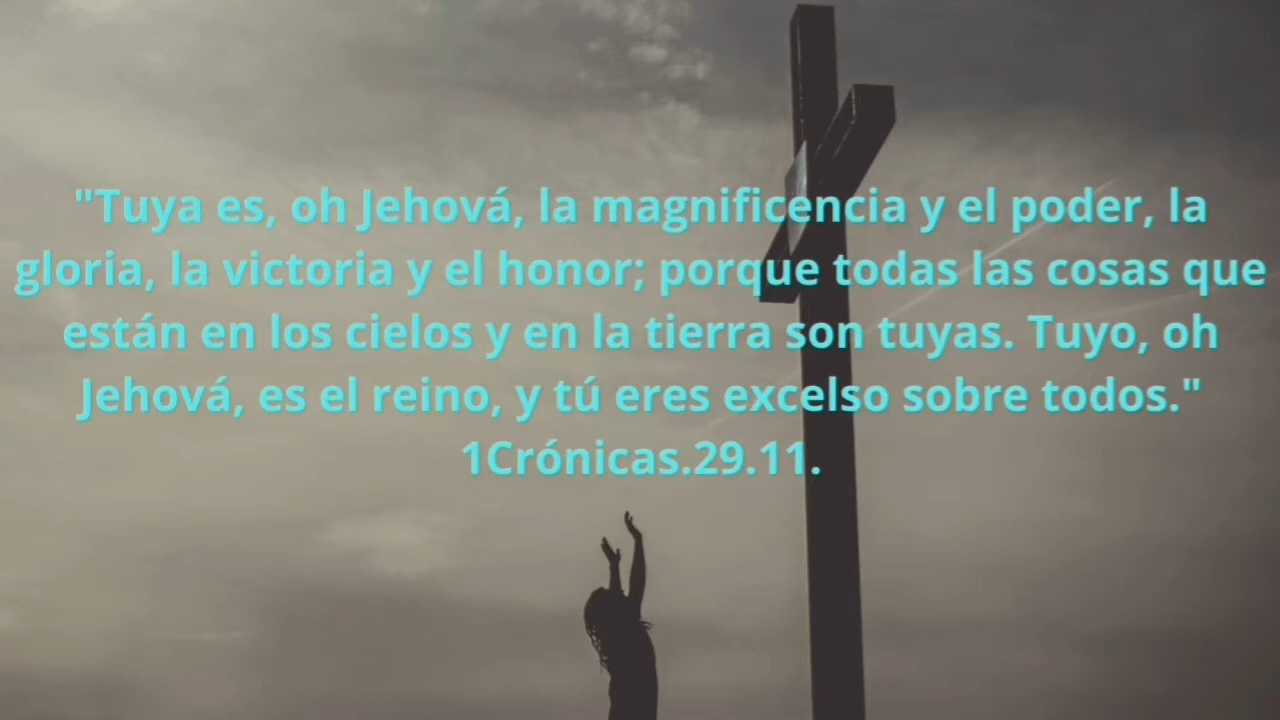 "Tuya es, oh Jehová, la magnificencia y el poder, la
gloria, la victoria y el honor; porque todas las cosas que
están en los cielos y en la tierra son tuyas. Tuyo, oh
Jehová, es el reino, y tú eres excelso sobre todos."
1Crónicas.29.11.